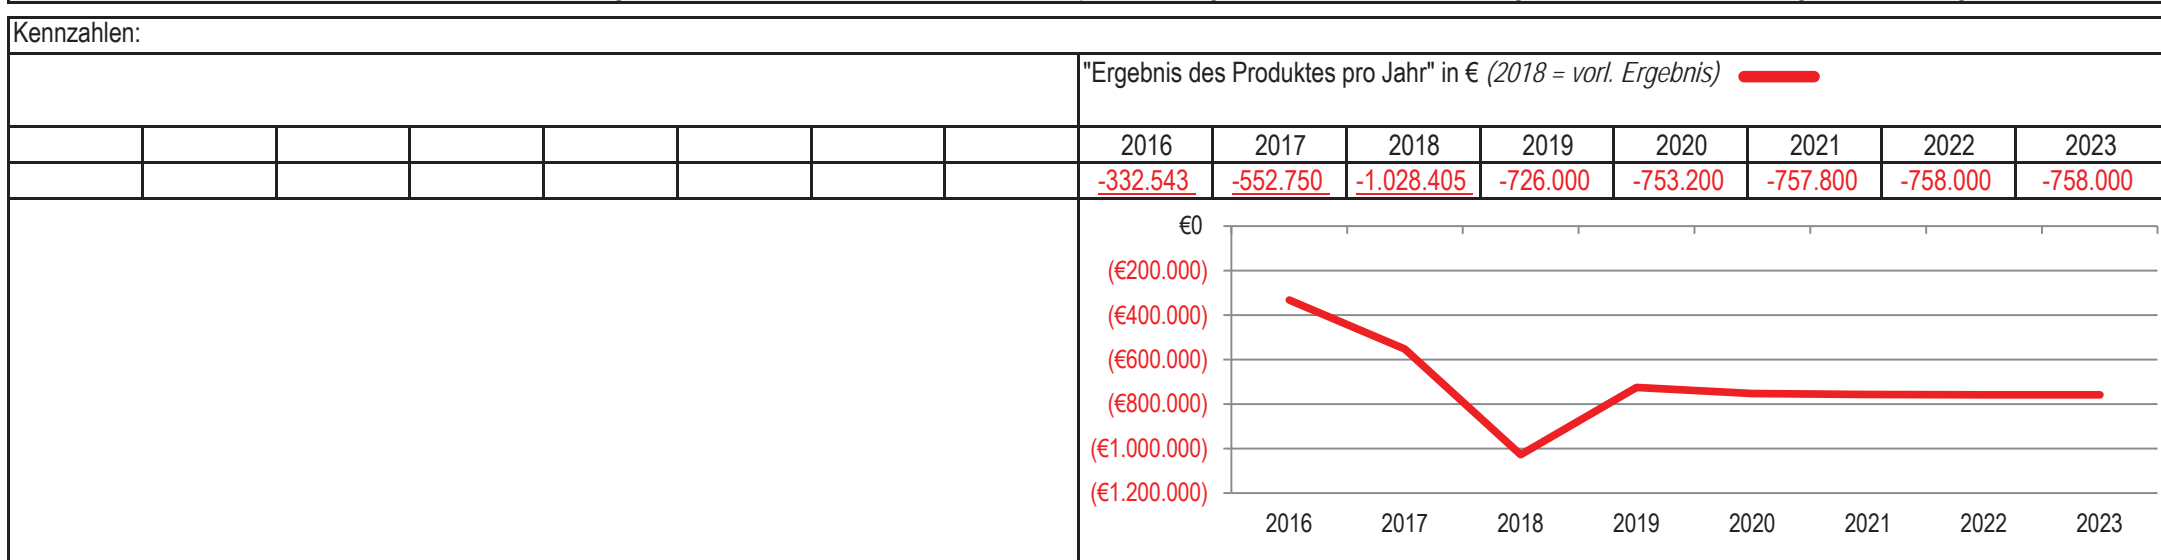 Kennzahlen:
"Ergebnis des Produktes pro Jahr" in € (2018 = vorl. Ergebnis)
2016 2017 2018 2019 2020 2021 2022 2023
-332.543 -552.750 -1.028.405 -726.000 -753.200 -757.800 -758.000 -758.000
€0
(€200.000)
(€400.000)
(€600.000)
(€800.000)
(€1.000.000)
(€1.200.000)
2016 2017 2018 2019 2020 2021 2022 2023